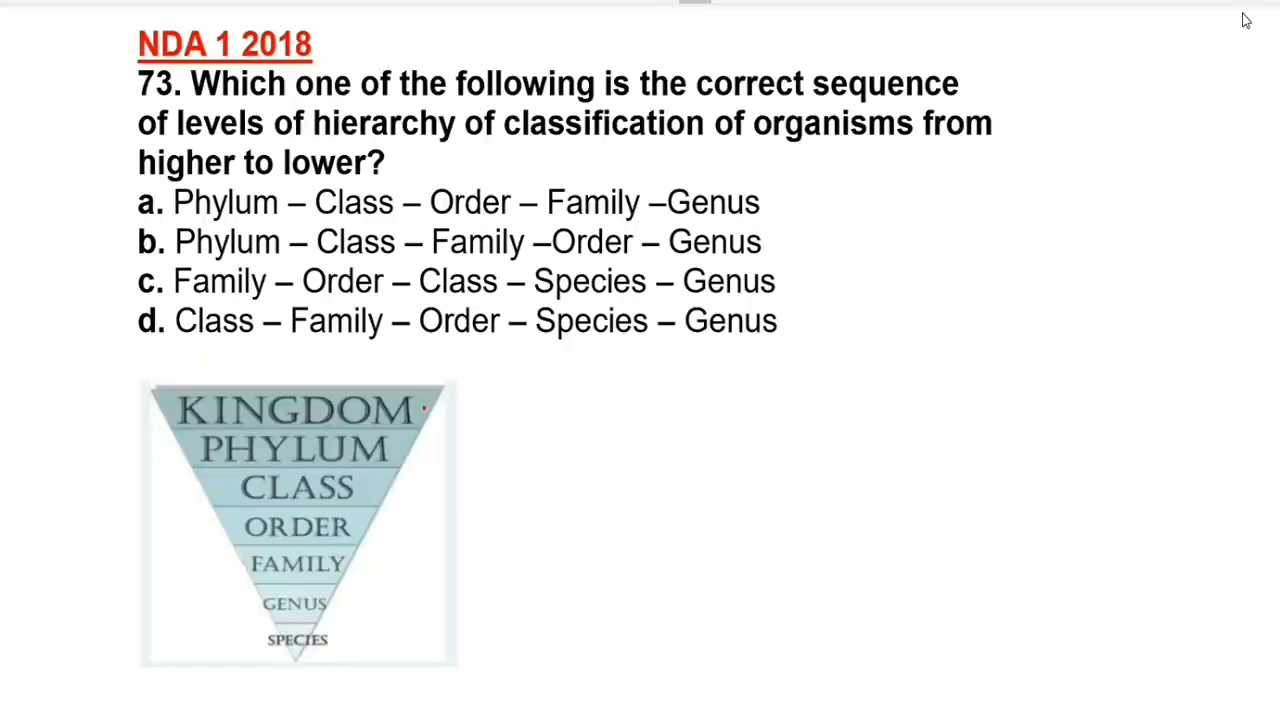 NDA 1 2018
73. Which one of the following is the correct sequence
of levels of hierarchy of classification of organisms from
higher to lower?
a. Phylum – Class – Order – Family –Genus
b. Phylum – Class – Family –Order – Genus
c. Family – Order – Class – Species – Genus
d. Class – Family – Order – Species – Genus
KINGDOM
PHYLUM
CLASS
ORDER
FAMILY
GENUS
SPECIES